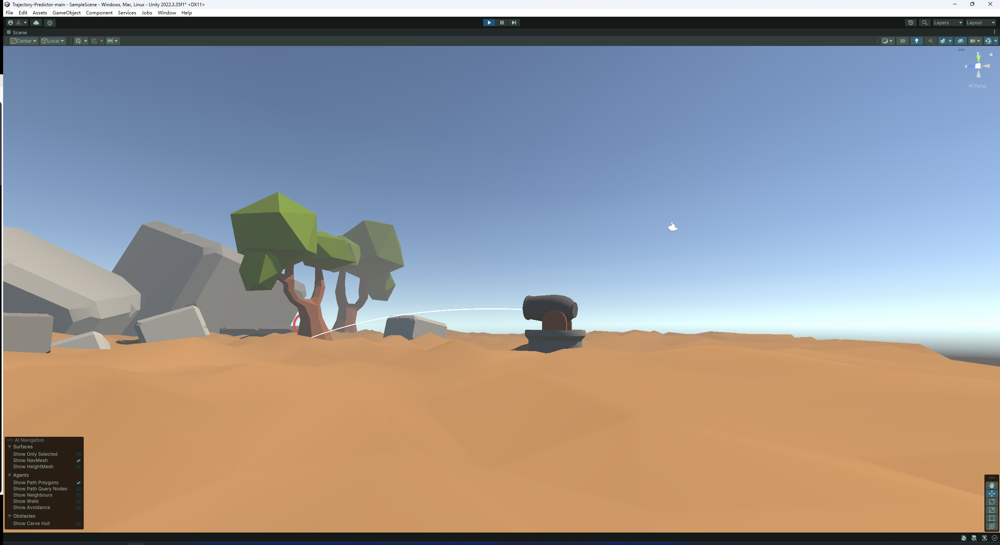 Trajectory-Predictor-main - SampleScene - Windows, Mac, Linux - Unity 2022.3.35f1* <DX11>
File Edit Assets GameObject Component Services Jobs Window Help
JL Layers Layout
Scene
Center Local 2D
y
z
Persp
AI Navigation
Surfaces
Show Only Selected
Show NavMesh
Show HeightMesh
Agents
Show Path Polygons
Show Path Query Nodes
Show Neighbours
Show Walls
Show Avoidance
Obstacles
Show Carve Hull